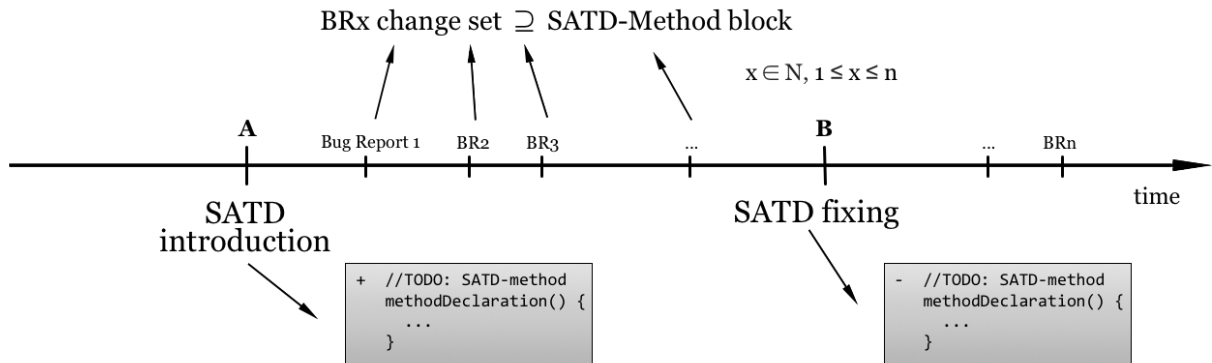 BRx change set ⊇ SATD-Method block
x ∈ N, 1 ≤ x ≤ n
A Bug Report 1 BR2 BR3 ... B ... BRn
time
SATD
introduction
SATD fixing
+ //TODO: SATD-method
methodDeclaration() {
...
}
- //TODO: SATD-method
methodDeclaration() {
...
}